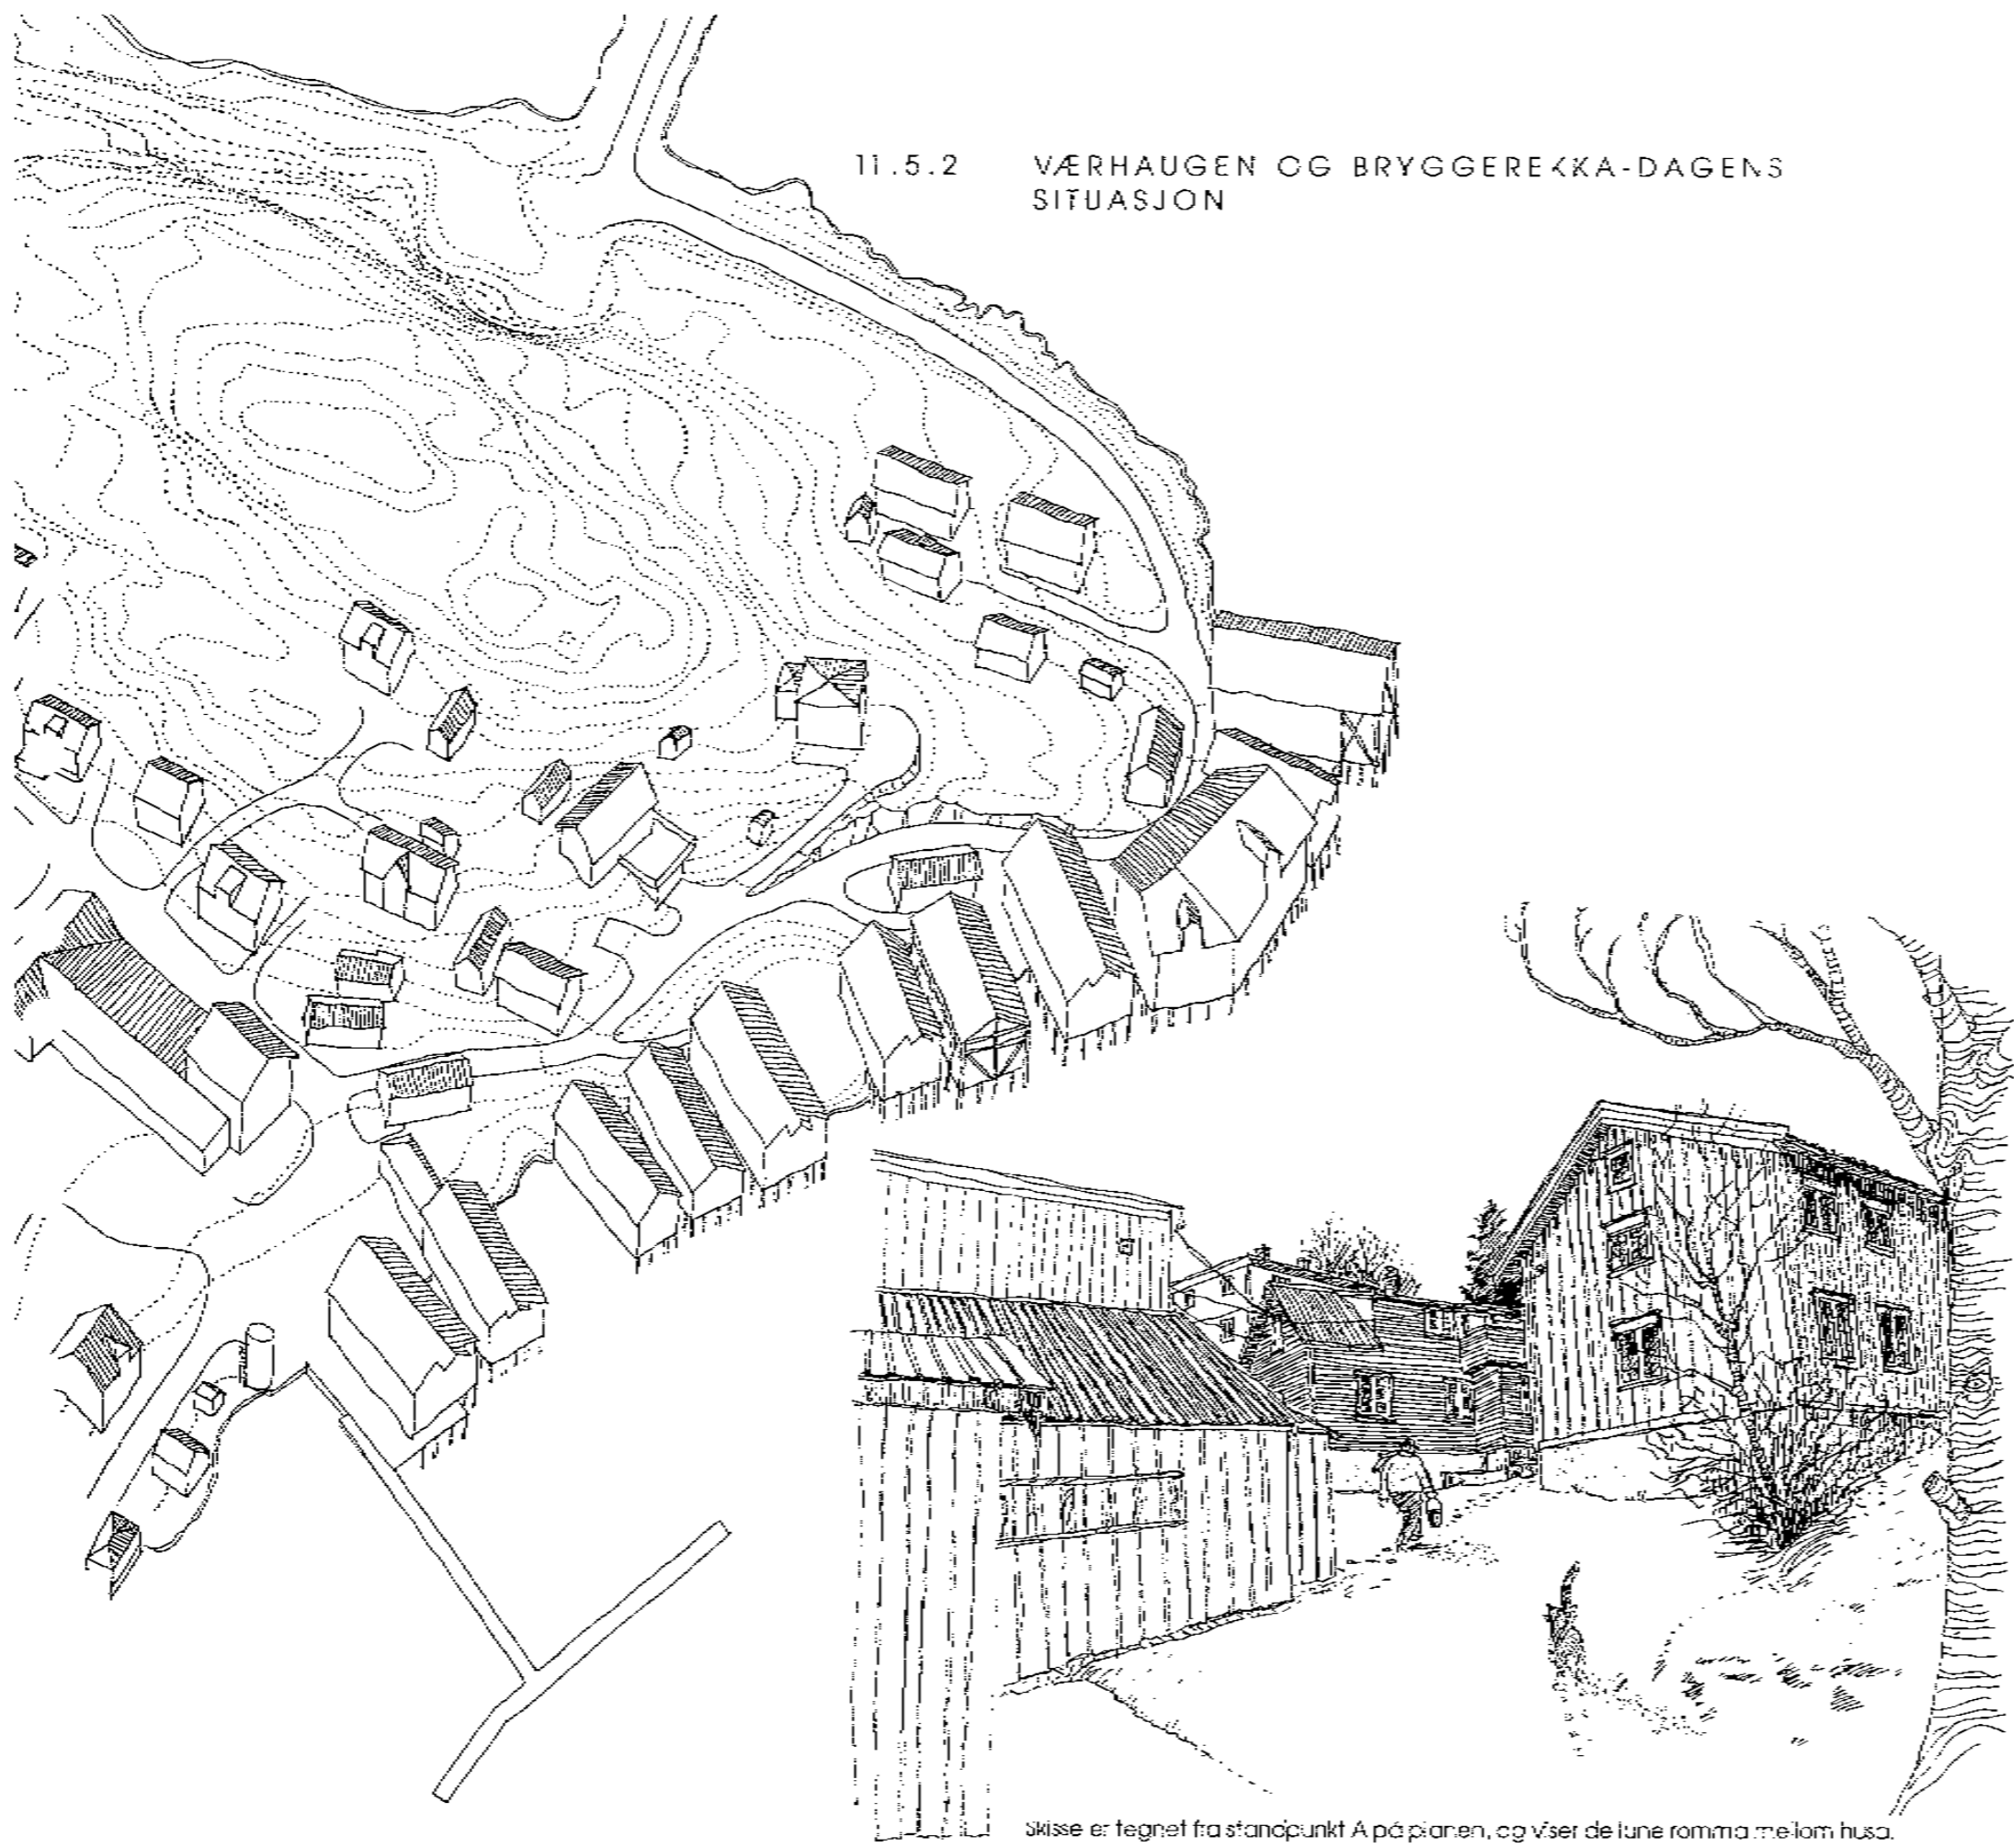 11.5.2 VÆRHAUGEN OG BRYGGEREKKA-DAGENS
SITUASJON
Skisse er tegnet fra standpunkt A på planen, og viser de lune romma mellom husa.